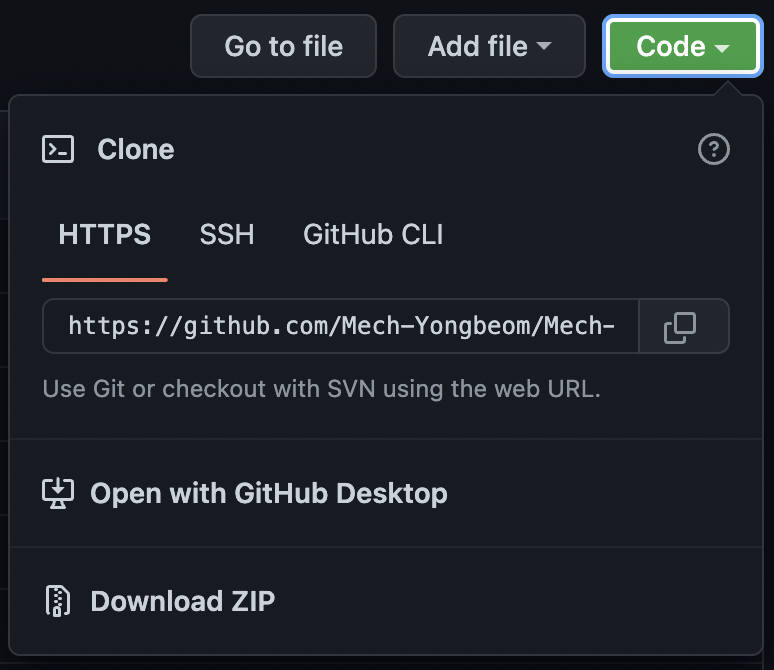 Go to file
Add file
Code
Clone
HTTPS
SSH
GitHub CLI
https://github.com/Mech-Yongbeom/Mech-
Use Git or checkout with SVN using the web URL.
Open with GitHub Desktop
Download ZIP